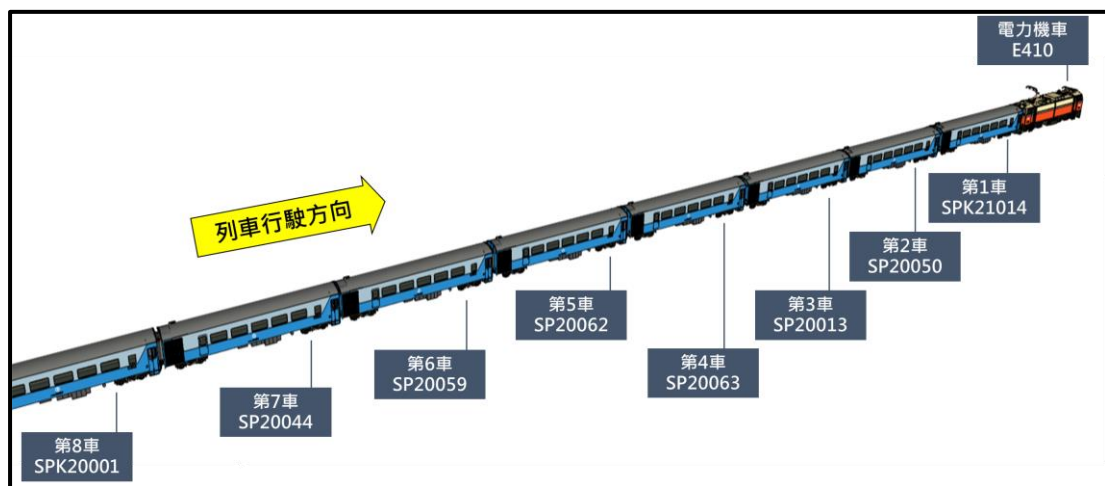 電力機車
E410
列車行駛方向
第1車
SPK21014
第2車
SP20050
第3車
SP20013
第4車
SP20063
第5車
SP20062
第6車
SP20059
第7車
SP20044
第8車
SPK20001